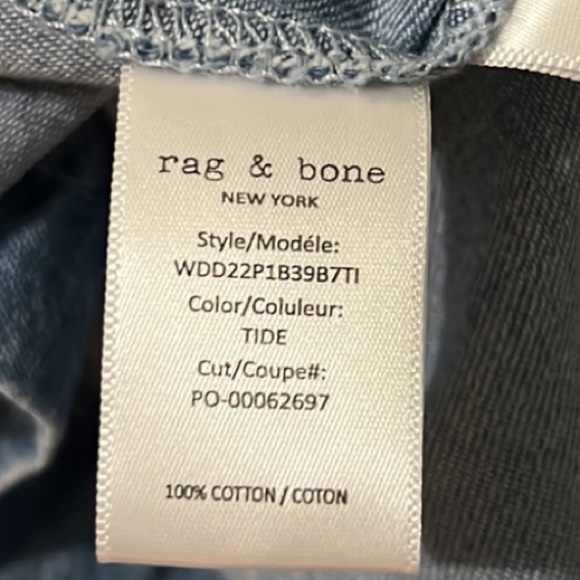 rag & bone
NEW YORK
Style/Modéle:
WDD22P1B39B7TI
Color/Coluleur:
TIDE
Cut/Coupe#:
PO-00062697
100% COTTON / COTON